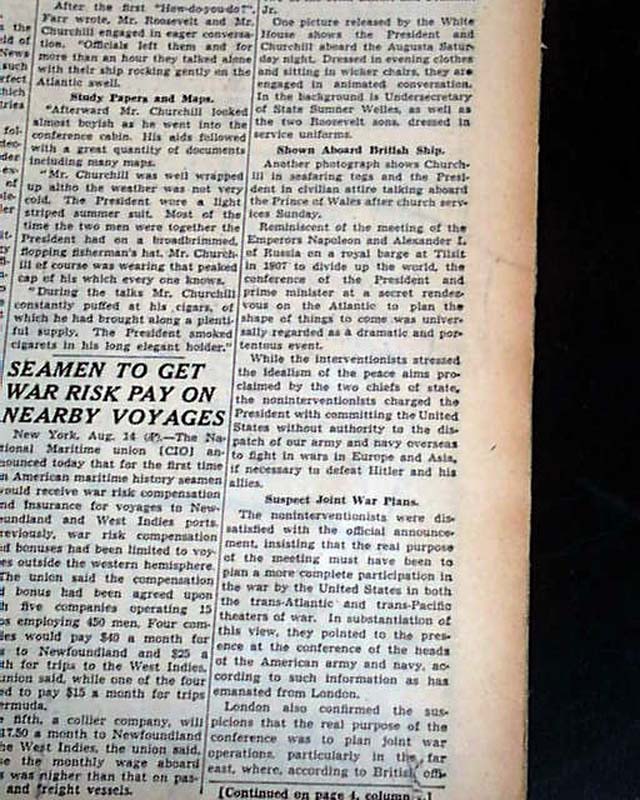 the
ld of
News
such
rfect
hich
tries
fol-
dec-
der
ex-
of
ple-
ler
it-
After the first "How-do-you-do?",
Farr wrote, Mr. Roosevelt and Mr.
Churchill engaged in eager conversa-
tion. "Officials left them and for
more than an hour they talked alone
with their ship rocking gently on the
Atlantic swell.
Study Papers and Maps.
"Afterward Mr. Churchill looked
almost boyish as he went into the
conference cabin. His aids followed
with a great quantity of documents
including many maps.
"Mr. Churchill was well wrapped
up altho the weather was not very
cold. The President wore a light
striped summer suit. Most of the
time the two men were together the
President had on a broadbrimmed,
flopping fisherman's hat. Mr. Church-
ill of course was wearing that peaked
cap of his which every one knows.
"During the talks Mr. Churchill
constantly puffed at his cigars, of
which he had brought along a plenti-
ful supply. The President smoked
cigarets in his long elegant holder."
SEAMEN TO GET
WAR RISK PAY ON
NEARBY VOYAGES
New York, Aug. 14 (AP).—The Na-
tional Maritime union [CIO] an-
nounced today that for the first time
in American maritime history seamen
would receive war risk compensation
and insurance for voyages to New-
foundland and West Indies ports.
reviously, war risk compensation
d bonuses had been limited to voy-
es outside the western hemisphere.
The union said the compensation
d bonus had been agreed upon
h five companies operating 15
ps employing 450 men. Four com-
ies would pay $40 a month for
s to Newfoundland and $25 a
th for trips to the West Indies,
union said, while one of the four
ed to pay $15 a month for trips
ermuda.
e fifth, a collier company, will
17.50 a month to Newfoundland
he West Indies, the union said,
se the monthly wage aboard
s was higher than that on pas-
and freight vessels.
Jr.
One picture released by the White
House shows the President and
Churchill aboard the Augusta Satur-
day night. Dressed in evening clothes
and sitting in wicker chairs, they are
engaged in animated conversation.
In the background is Undersecretary
of State Sumner Welles, as well as
the two Roosevelt sons, dressed in
service uniforms.
Shown Aboard British Ship.
Another photograph shows Church-
ill in seafaring togs and the Presi-
dent in civilian attire talking aboard
the Prince of Wales after church serv-
ices Sunday.
Reminiscent of the meeting of the
Emperors Napoleon and Alexander I.
of Russia on a royal barge at Tilsit
in 1807 to divide up the world, the
conference of the President and
prime minister at a secret rendez-
vous on the Atlantic to plan the
shape of things to come was univer-
sally regarded as a dramatic and por-
tentous event.
While the interventionists stressed
the idealism of the peace aims pro-
claimed by the two chiefs of state,
the noninterventionists charged the
President with committing the United
States without authority to the dis-
patch of our army and navy overseas
to fight in wars in Europe and Asia,
if necessary to defeat Hitler and his
allies.
Suspect Joint War Plans.
The noninterventionists were dis-
satisfied with the official announce-
ment, insisting that the real purpose
of the meeting must have been to
plan a more complete participation in
the war by the United States in both
the trans-Atlantic and trans-Pacific
theaters of war. In substantiation of
this view, they pointed to the pres-
ence at the conference of the heads
of the American army and navy, ac-
cording to such information as has
emanated from London.
London also confirmed the sus-
picions that the real purpose of the
conference was to plan joint war
operations, particularly in the far
east, where, according to British offi-
[Continued on page 4, column